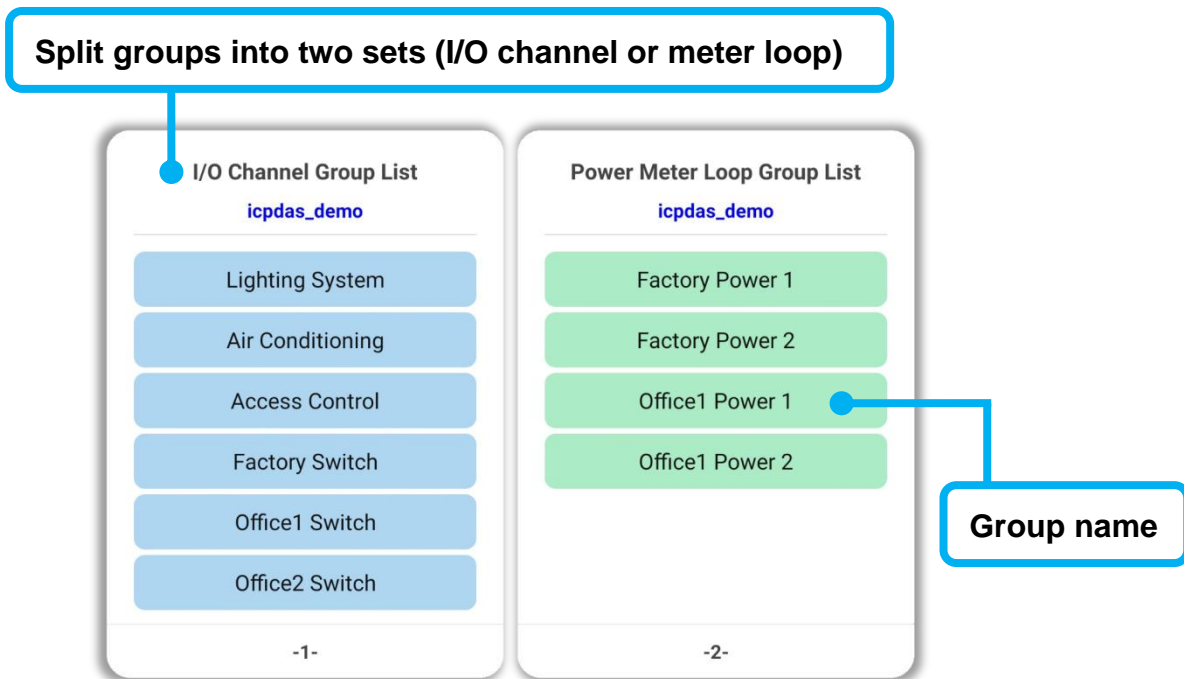 Split groups into two sets (I/O channel or meter loop)
I/O Channel Group List
icpdas_demo
Lighting System
Air Conditioning
Access Control
Factory Switch
Office1 Switch
Office2 Switch
-1-
Power Meter Loop Group List
icpdas_demo
Factory Power 1
Factory Power 2
Office1 Power 1
Office1 Power 2
-2-
Group name